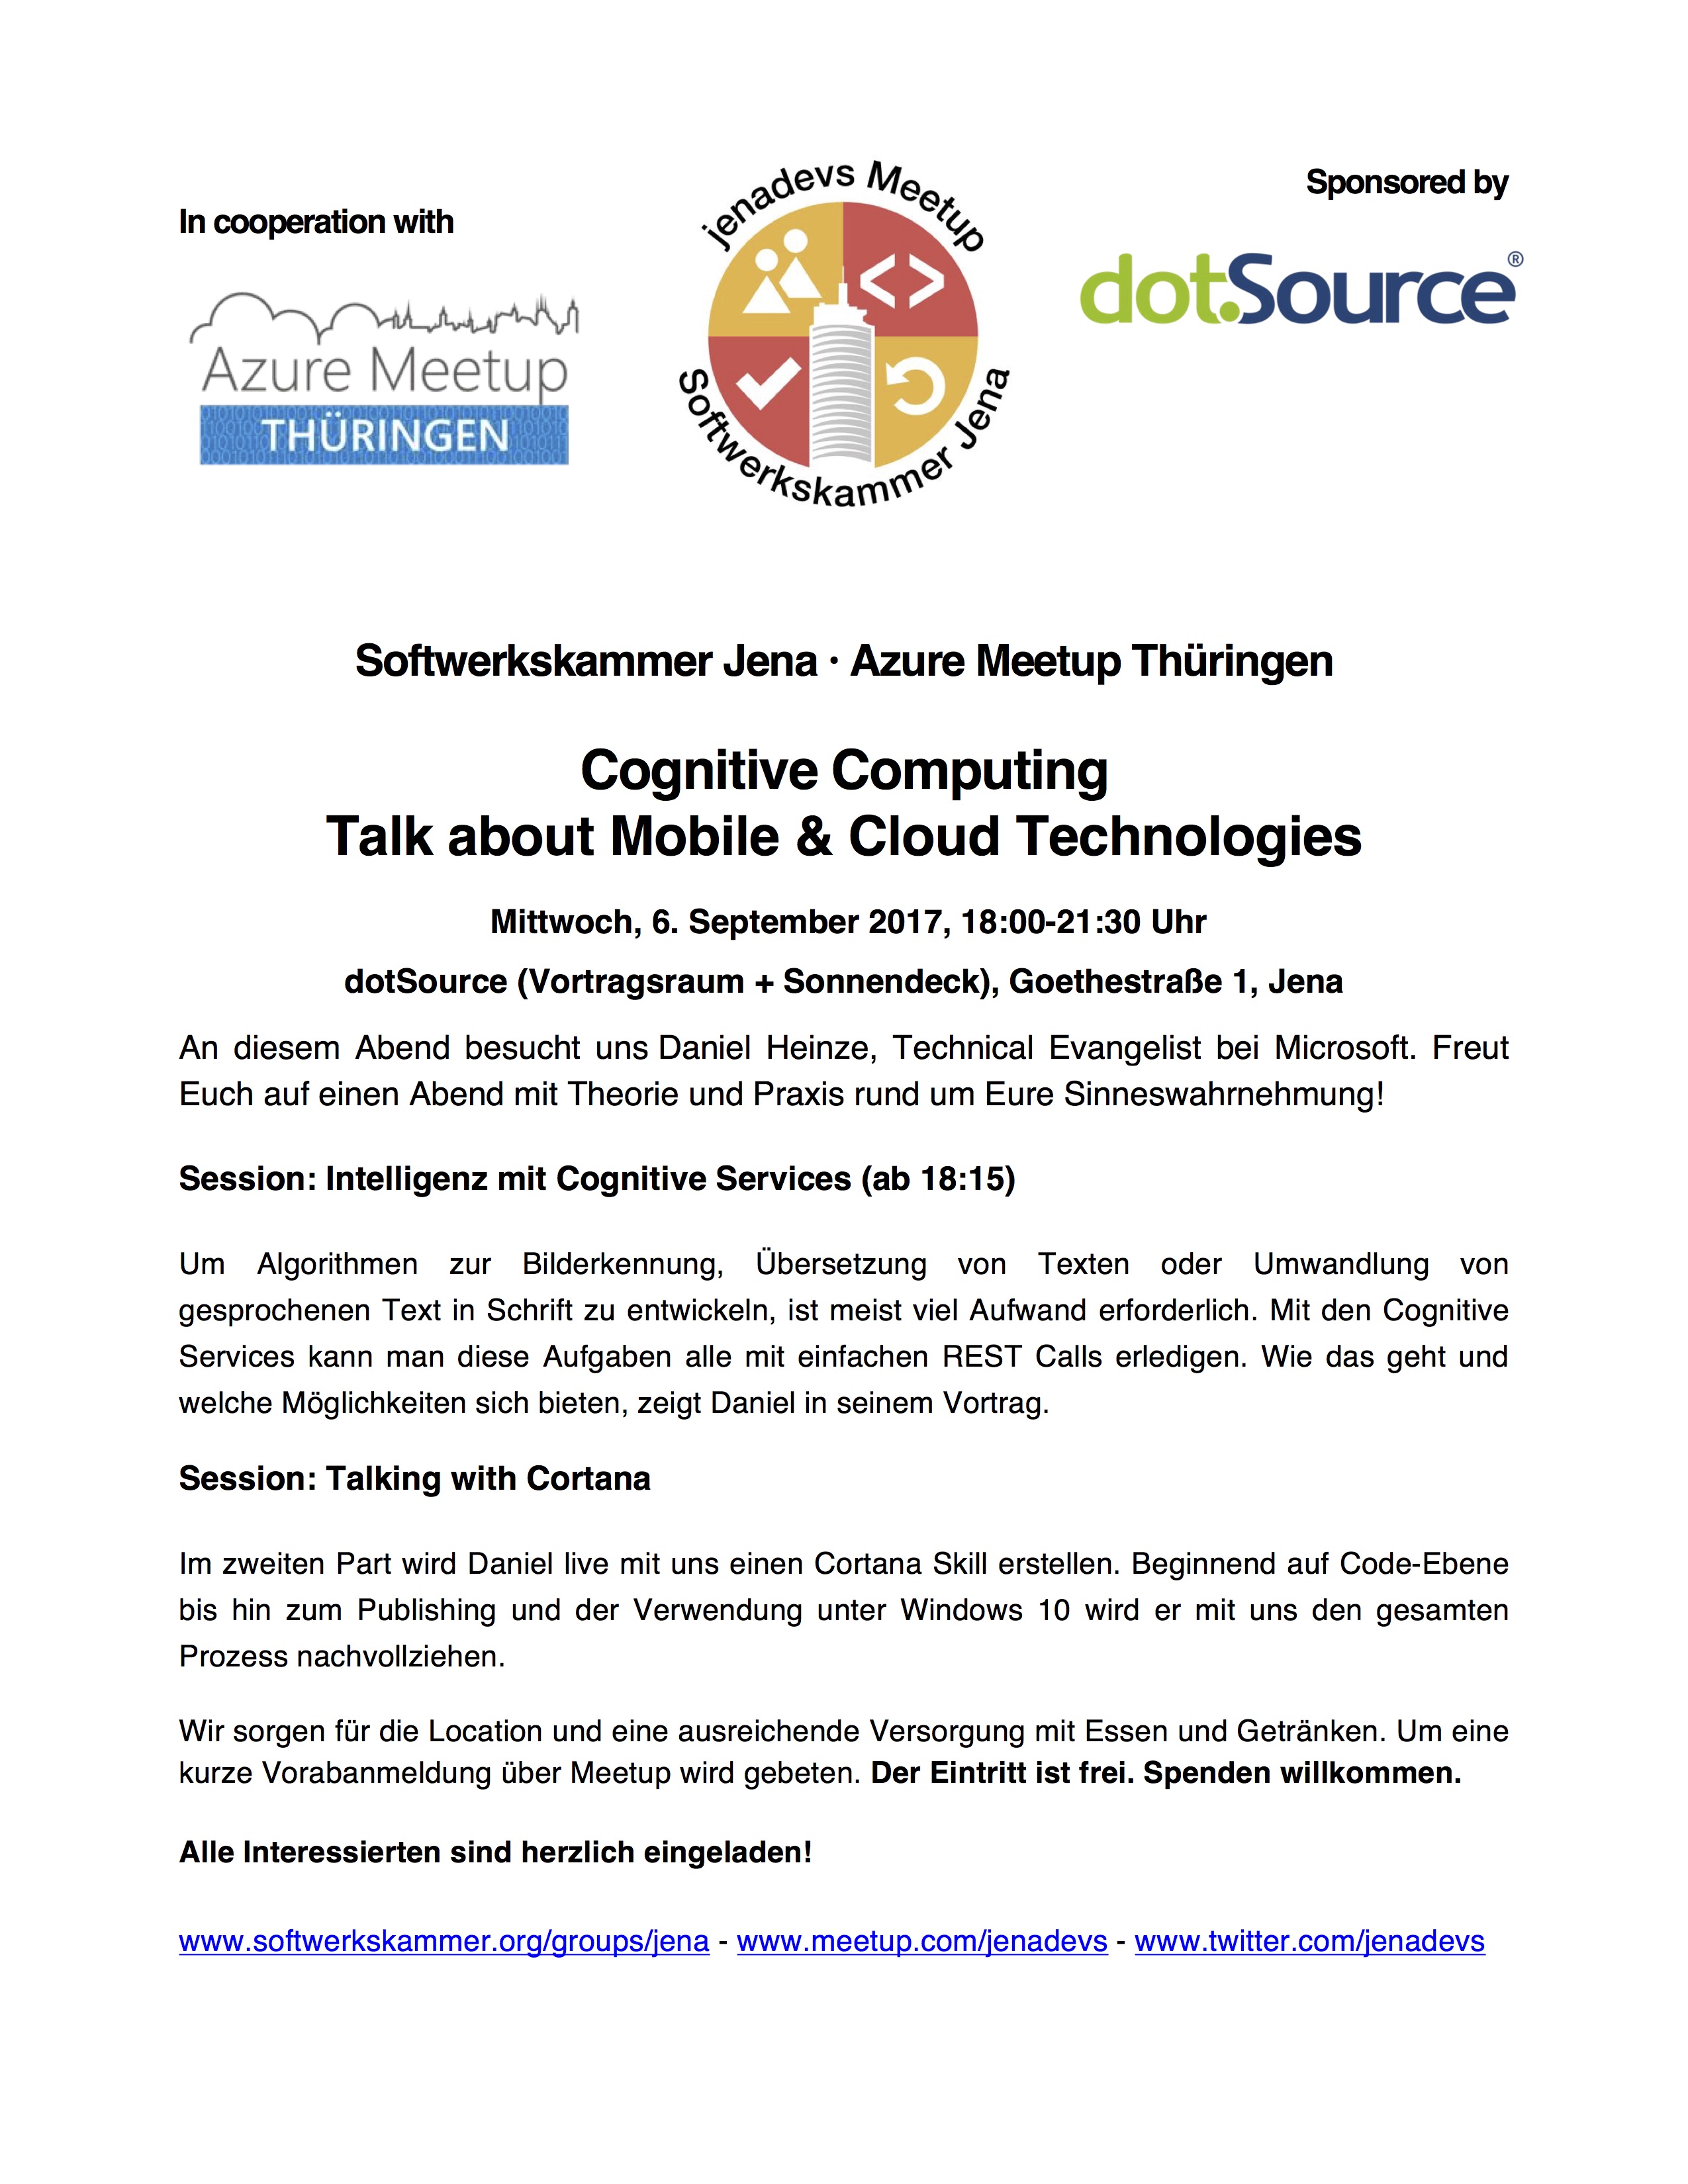 In cooperation with
Azure Meetup
THÜRINGEN
jenadevs Meetup
Softwerkskammer Jena
Sponsored by
dot.Source®
Softwerkskammer Jena · Azure Meetup Thüringen
Cognitive Computing
Talk about Mobile & Cloud Technologies
Mittwoch, 6. September 2017, 18:00-21:30 Uhr
dotSource (Vortragsraum + Sonnendeck), Goethestraße 1, Jena
An diesem Abend besucht uns Daniel Heinze, Technical Evangelist bei Microsoft. Freut
Euch auf einen Abend mit Theorie und Praxis rund um Eure Sinneswahrnehmung!
Session: Intelligenz mit Cognitive Services (ab 18:15)
Um Algorithmen zur Bilderkennung, Übersetzung von Texten oder Umwandlung von
gesprochenen Text in Schrift zu entwickeln, ist meist viel Aufwand erforderlich. Mit den Cognitive
Services kann man diese Aufgaben alle mit einfachen REST Calls erledigen. Wie das geht und
welche Möglichkeiten sich bieten, zeigt Daniel in seinem Vortrag.
Session: Talking with Cortana
Im zweiten Part wird Daniel live mit uns einen Cortana Skill erstellen. Beginnend auf Code-Ebene
bis hin zum Publishing und der Verwendung unter Windows 10 wird er mit uns den gesamten
Prozess nachvollziehen.
Wir sorgen für die Location und eine ausreichende Versorgung mit Essen und Getränken. Um eine
kurze Vorabanmeldung über Meetup wird gebeten. Der Eintritt ist frei. Spenden willkommen.
Alle Interessierten sind herzlich eingeladen!
www.softwerkskammer.org/groups/jena - www.meetup.com/jenadevs - www.twitter.com/jenadevs